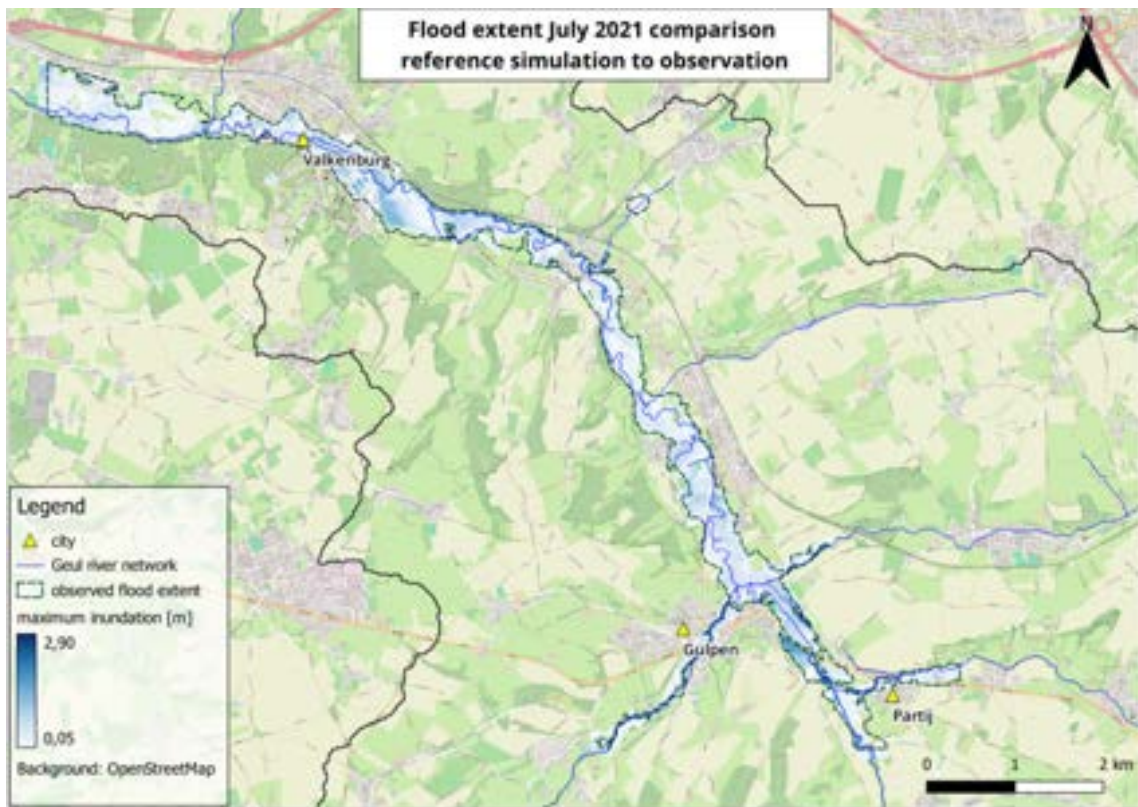 Flood extent July 2021 comparison
reference simulation to observation
N
Valkenburg
Gulpen
Partij
Legend
city
Geul river network
observed flood extent
maximum inundation [m]
2,90
0,05
Background: OpenStreetMap
0 1 2 km